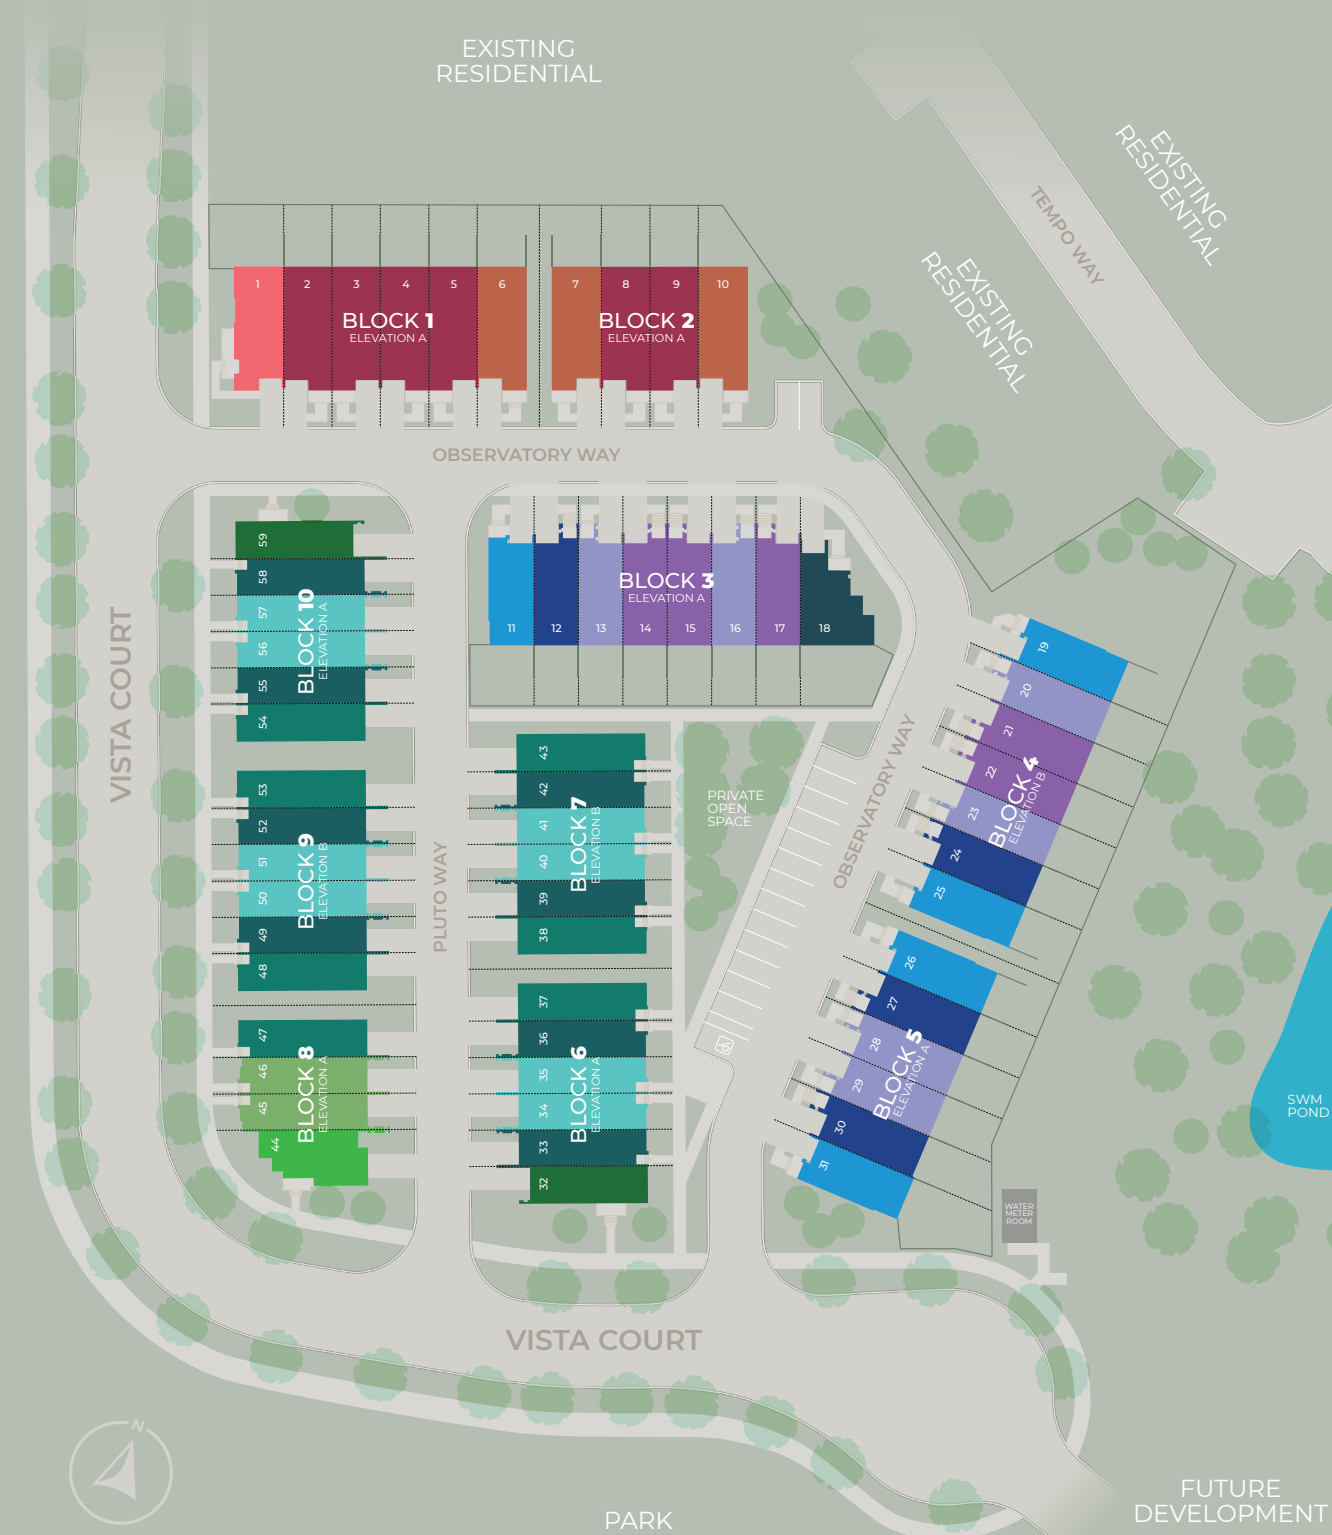 EXISTING
RESIDENTIAL
EXISTING
RESIDENTIAL
TEMPO WAY
EXISTING
RESIDENTIAL
1 2 3 4 5 6 7 8 9 10
BLOCK 1
ELEVATION A
BLOCK 2
ELEVATION A
OBSERVATORY WAY
BLOCK 3
ELEVATION A
11 12 13 14 15 16 17 18
59
58
57
56
55
54
BLOCK 10
ELEVATION A
VISTA COURT
53
52
51
50
49
48
BLOCK 9
ELEVATION B
47
46
45
44
BLOCK 8
ELEVATION A
PLUTO WAY
43
42
41
40
39
38
BLOCK 7
ELEVATION B
37
36
35
34
33
32
BLOCK 6
ELEVATION A
PRIVATE
OPEN
SPACE
OBSERVATORY WAY
19
20
21
22
23
24
25
BLOCK 4
ELEVATION B
26
27
28
29
30
31
BLOCK 5
ELEVATION A
SWM
POND
WATER
METER
ROOM
VISTA COURT
N
PARK
FUTURE
DEVELOPMENT